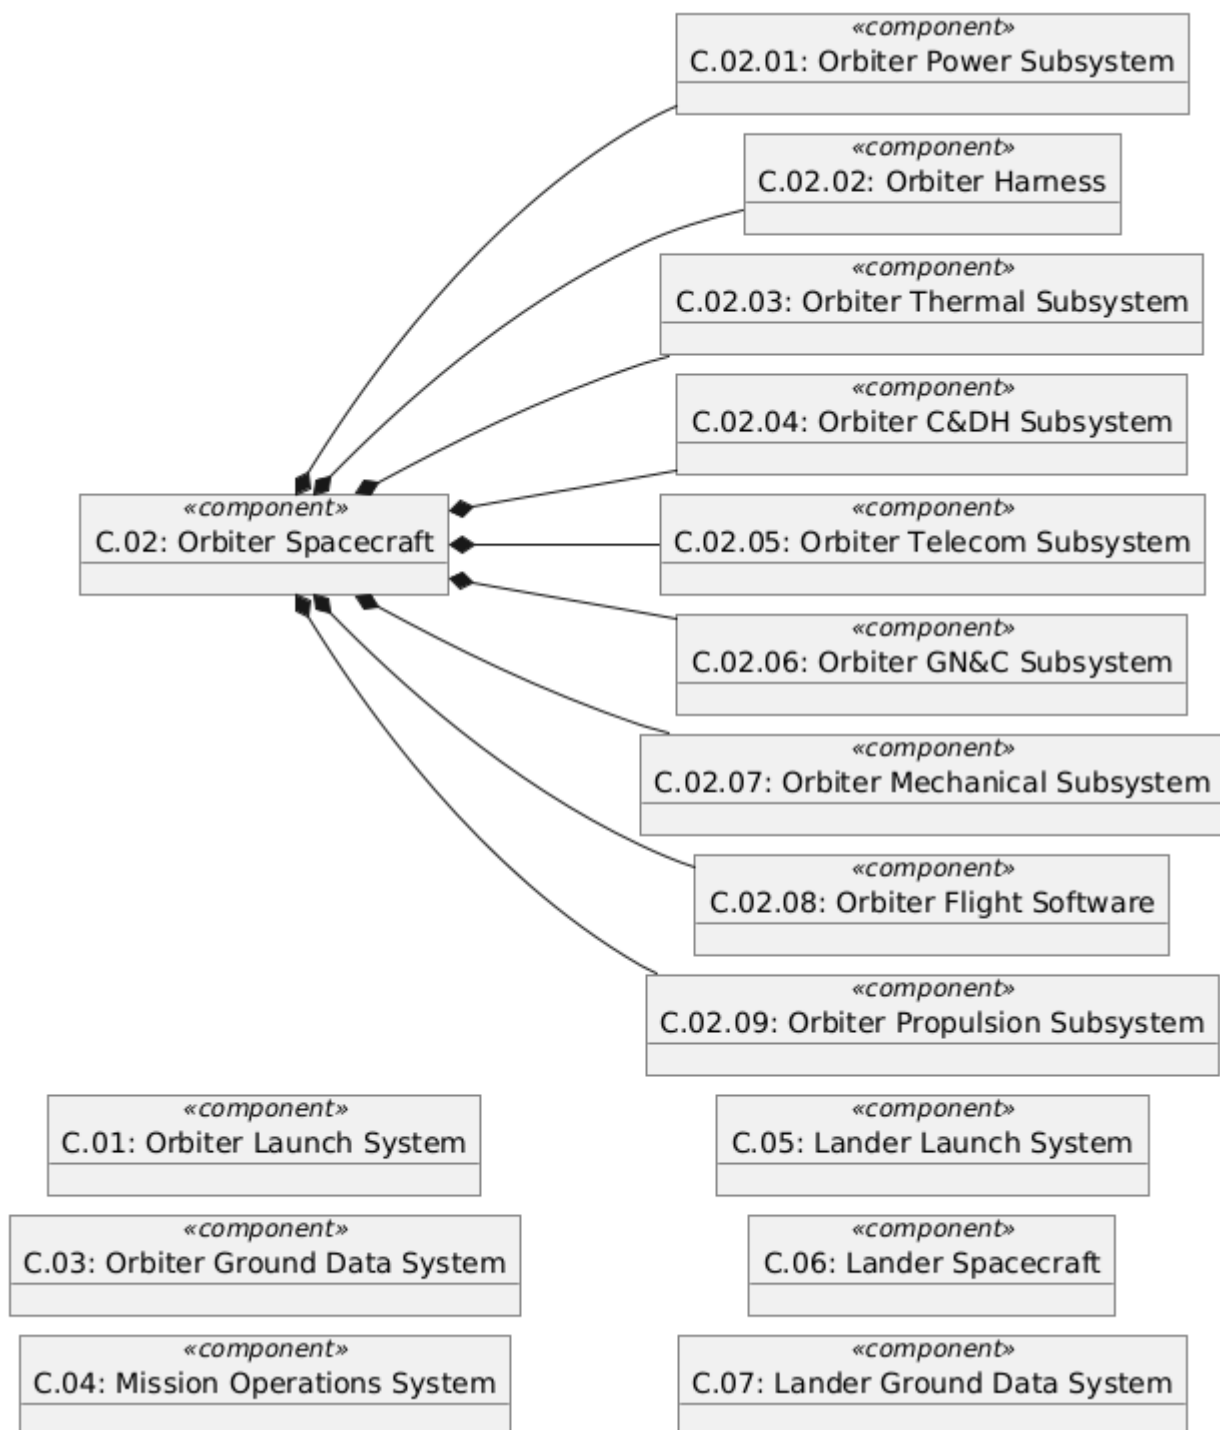 «component»
C.02.01: Orbiter Power Subsystem
«component»
C.02.02: Orbiter Harness
«component»
C.02.03: Orbiter Thermal Subsystem
«component»
C.02.04: Orbiter C&DH Subsystem
«component»
C.02: Orbiter Spacecraft
«component»
C.02.05: Orbiter Telecom Subsystem
«component»
C.02.06: Orbiter GN&C Subsystem
«component»
C.02.07: Orbiter Mechanical Subsystem
«component»
C.02.08: Orbiter Flight Software
«component»
C.02.09: Orbiter Propulsion Subsystem
«component»
C.01: Orbiter Launch System
«component»
C.05: Lander Launch System
«component»
C.03: Orbiter Ground Data System
«component»
C.06: Lander Spacecraft
«component»
C.04: Mission Operations System
«component»
C.07: Lander Ground Data System